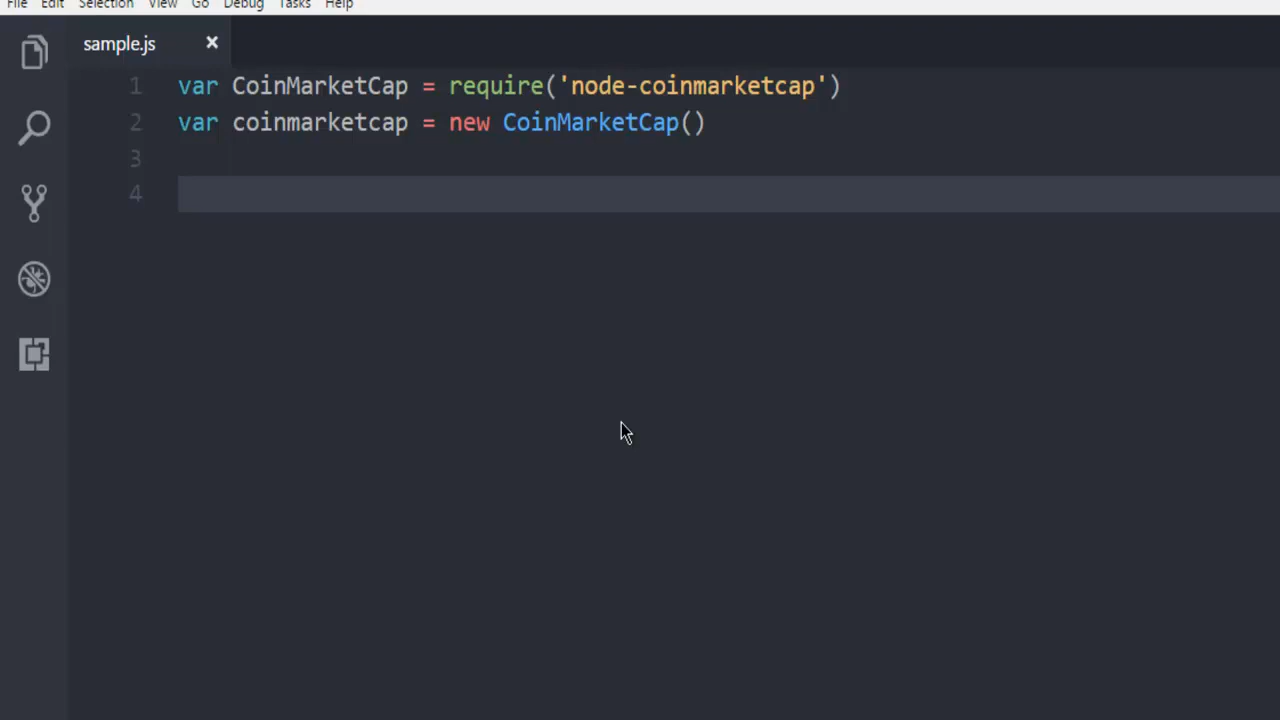 File Edit Selection View Go Debug Tasks Help
sample.js ×
1 var CoinMarketCap = require('node-coinmarketcap')
2 var coinmarketcap = new CoinMarketCap()
3
4